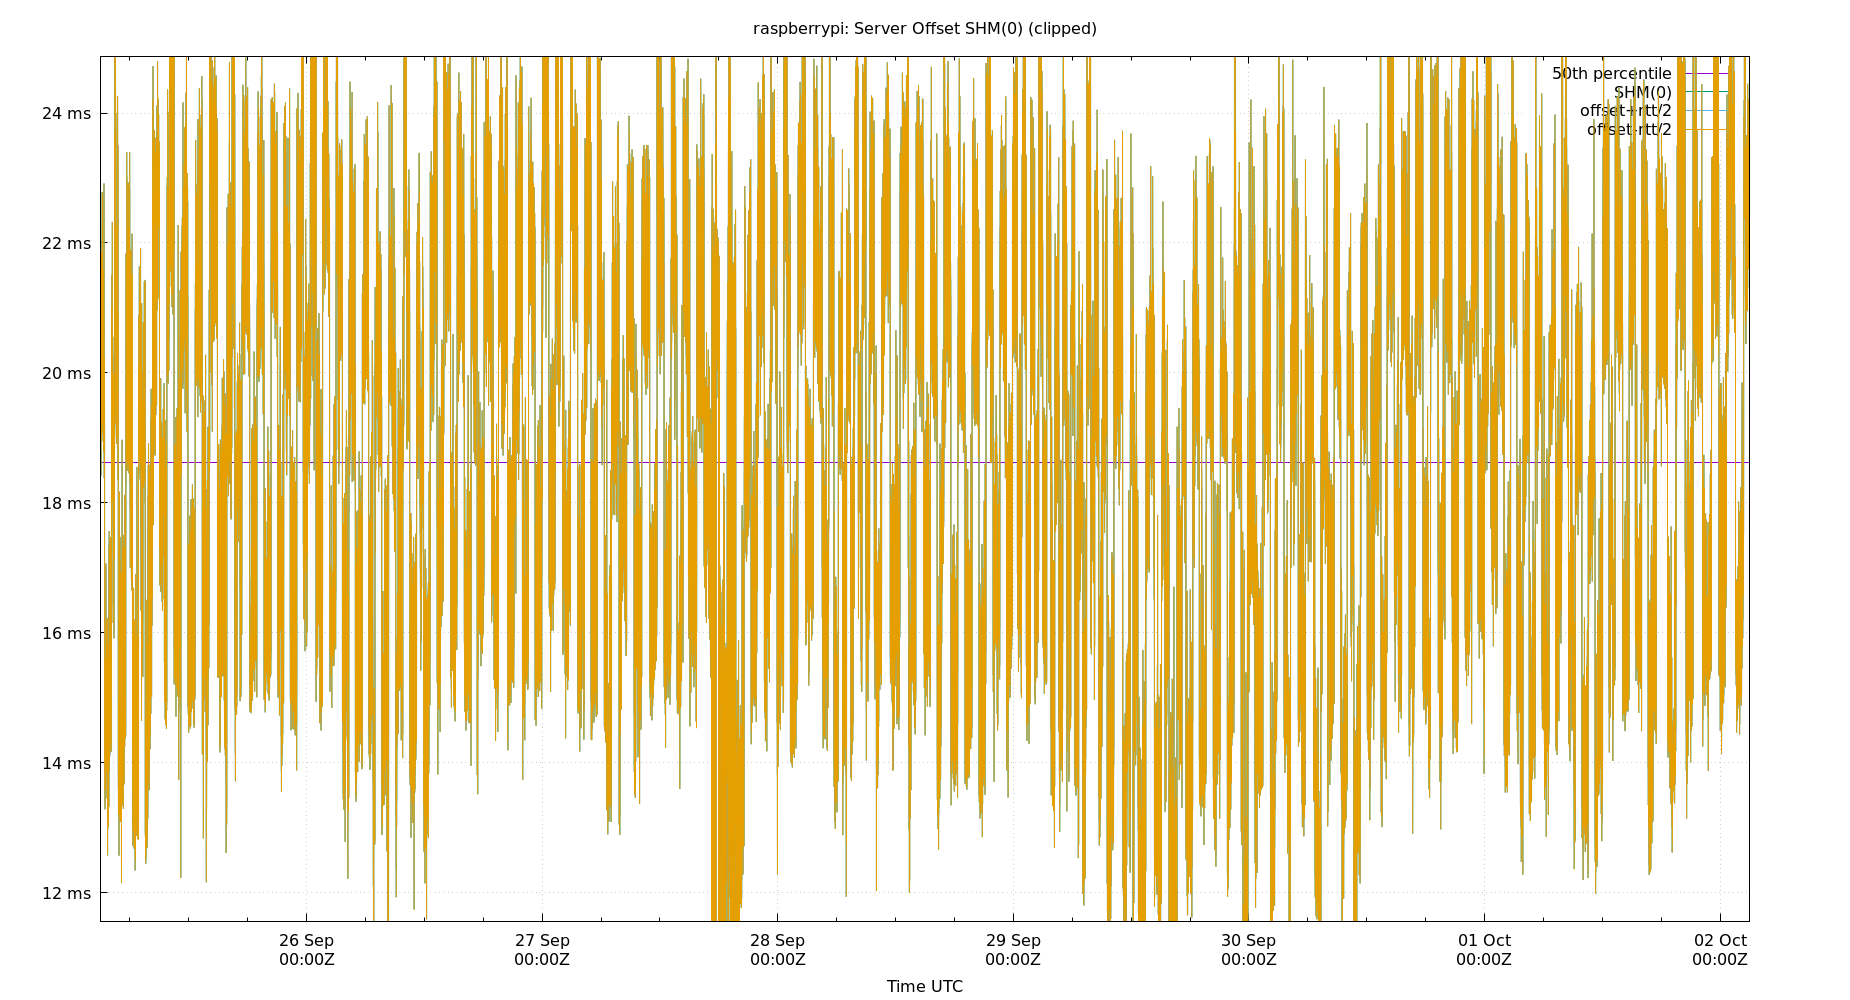 raspberrypi: Server Offset SHM(0) (clipped)
50th percentile
SHM(0)
offset+rtt/2
offset-rtt/2
24 ms
22 ms
20 ms
18 ms
16 ms
14 ms
12 ms
26 Sep
00:00Z
27 Sep
00:00Z
28 Sep
00:00Z
29 Sep
00:00Z
30 Sep
00:00Z
01 Oct
00:00Z
02 Oct
00:00Z
Time UTC